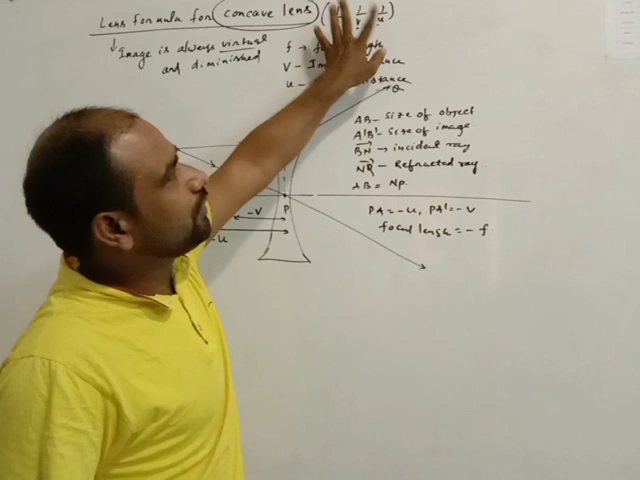 Lens formula for concave lens
Image is always virtual
and diminished
f →
V - Im
u -
AB - Size of object
A'B' - Size of image
BN → incident ray
NR - Refracted ray
AB = NP.
PA = -u, PA' = -V
focal length = - f
-V
P
-u